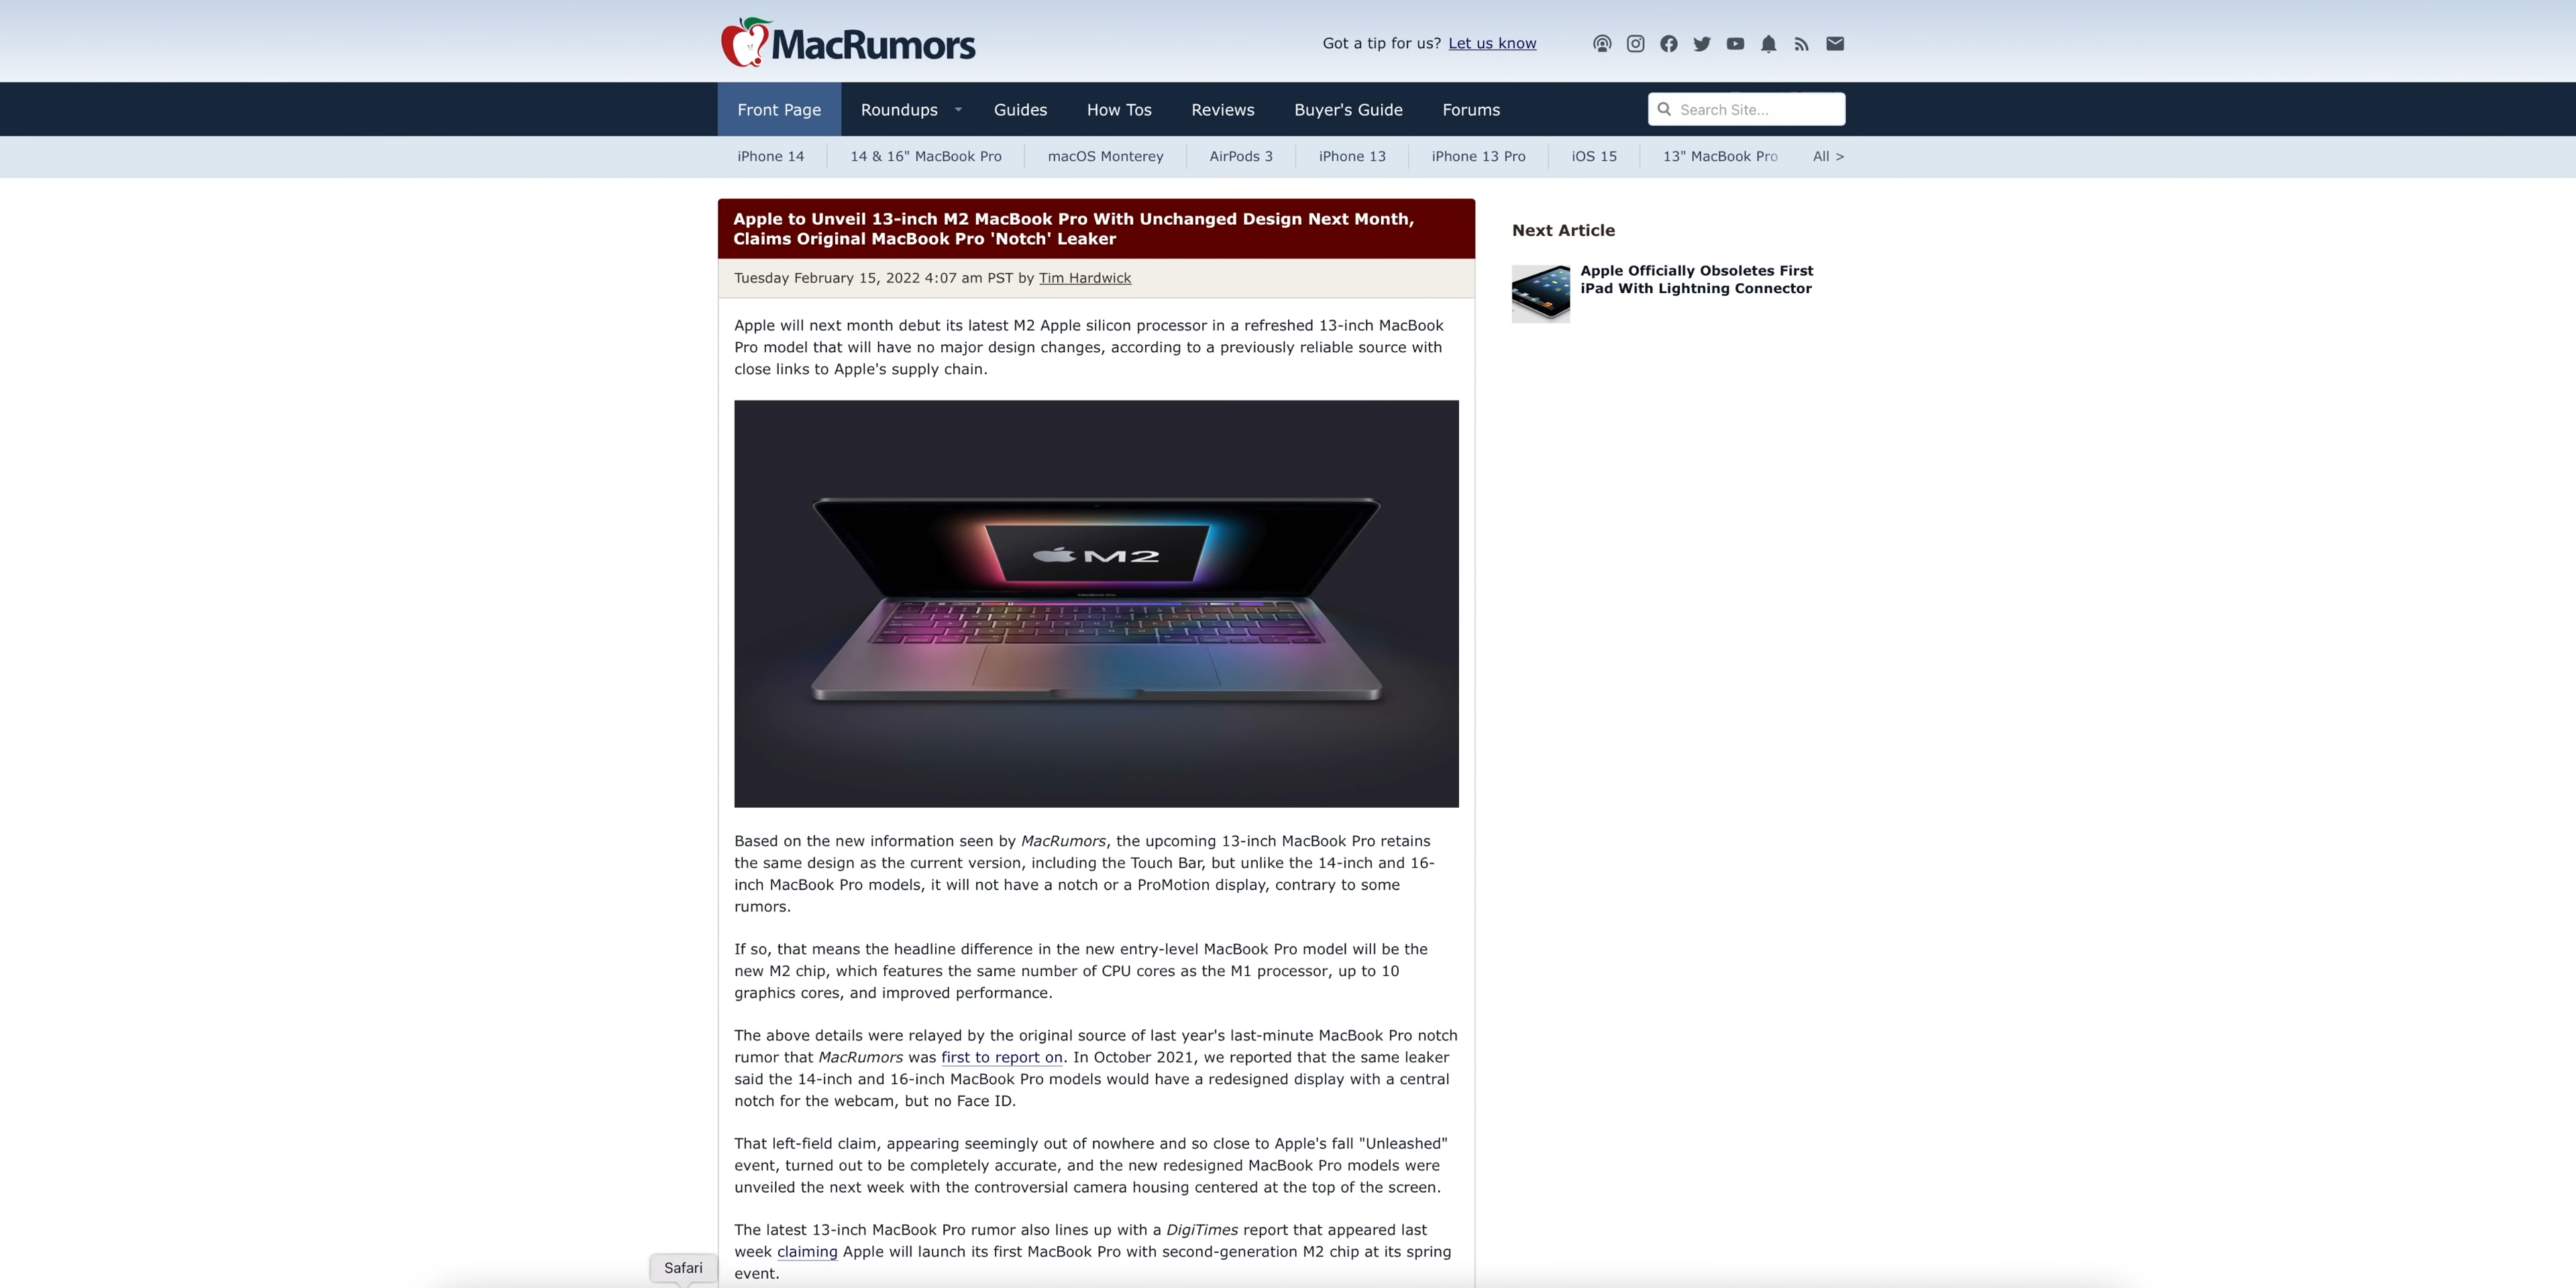 MacRumors
Got a tip for us? Let us know
Front Page
Roundups
Guides
How Tos
Reviews
Buyer's Guide
Forums
Search Site...
iPhone 14
14 & 16" MacBook Pro
macOS Monterey
AirPods 3
iPhone 13
iPhone 13 Pro
iOS 15
13" MacBook Pro
All >
Apple to Unveil 13-inch M2 MacBook Pro With Unchanged Design Next Month,
Claims Original MacBook Pro 'Notch' Leaker
Tuesday February 15, 2022 4:07 am PST by Tim Hardwick
Apple will next month debut its latest M2 Apple silicon processor in a refreshed 13-inch MacBook
Pro model that will have no major design changes, according to a previously reliable source with
close links to Apple's supply chain.
M2
MacBook Pro
Based on the new information seen by MacRumors, the upcoming 13-inch MacBook Pro retains
the same design as the current version, including the Touch Bar, but unlike the 14-inch and 16-
inch MacBook Pro models, it will not have a notch or a ProMotion display, contrary to some
rumors.
If so, that means the headline difference in the new entry-level MacBook Pro model will be the
new M2 chip, which features the same number of CPU cores as the M1 processor, up to 10
graphics cores, and improved performance.
The above details were relayed by the original source of last year's last-minute MacBook Pro notch
rumor that MacRumors was first to report on. In October 2021, we reported that the same leaker
said the 14-inch and 16-inch MacBook Pro models would have a redesigned display with a central
notch for the webcam, but no Face ID.
That left-field claim, appearing seemingly out of nowhere and so close to Apple's fall "Unleashed"
event, turned out to be completely accurate, and the new redesigned MacBook Pro models were
unveiled the next week with the controversial camera housing centered at the top of the screen.
The latest 13-inch MacBook Pro rumor also lines up with a DigiTimes report that appeared last
week claiming Apple will launch its first MacBook Pro with second-generation M2 chip at its spring
event.
Next Article
Apple Officially Obsoletes First
iPad With Lightning Connector
Safari